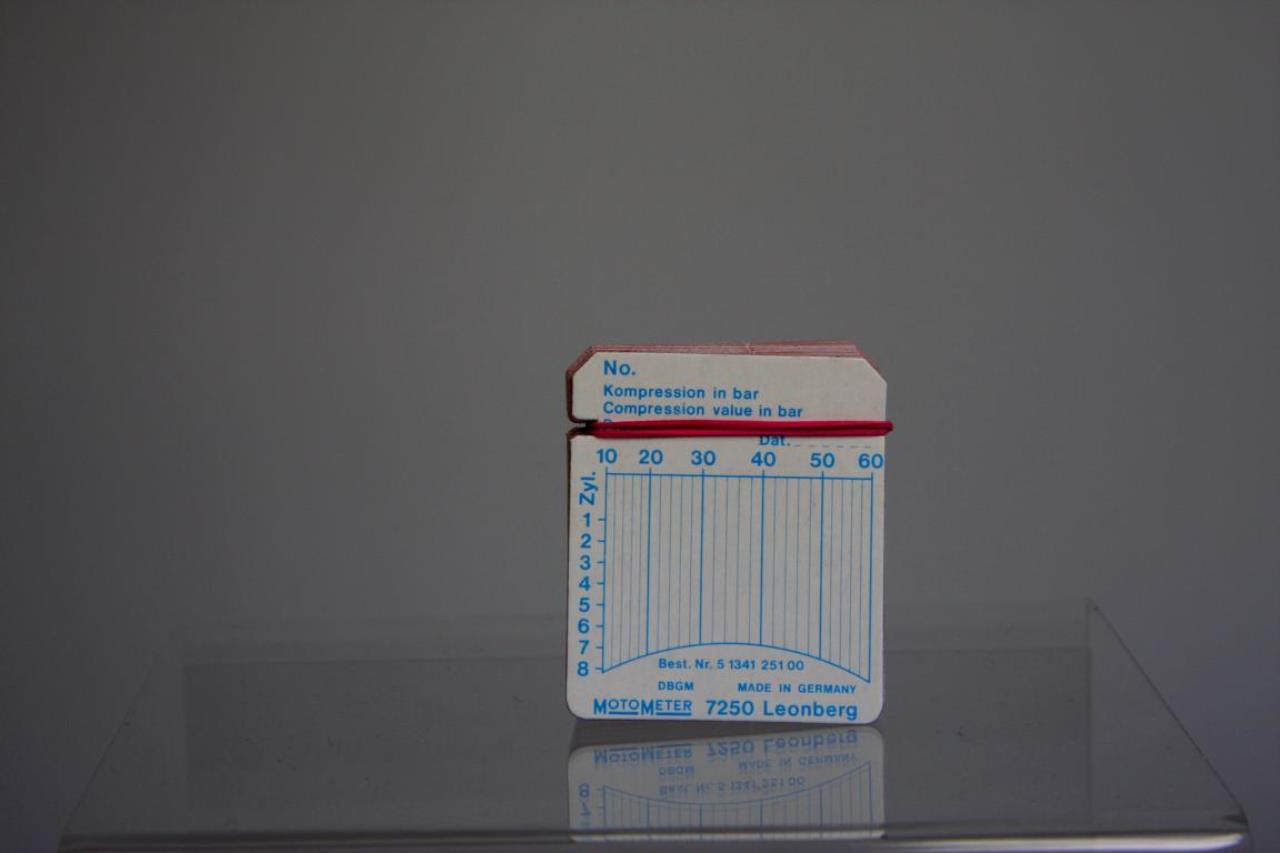 No.
Kompression in bar
Compression value in bar
Dat.
10 20 30 40 50 60
Zyl.
1
2
3
4
5
6
7
8
Best. Nr. 5 1341 251 00
DBGM MADE IN GERMANY
MOTOMETER 7250 Leonberg